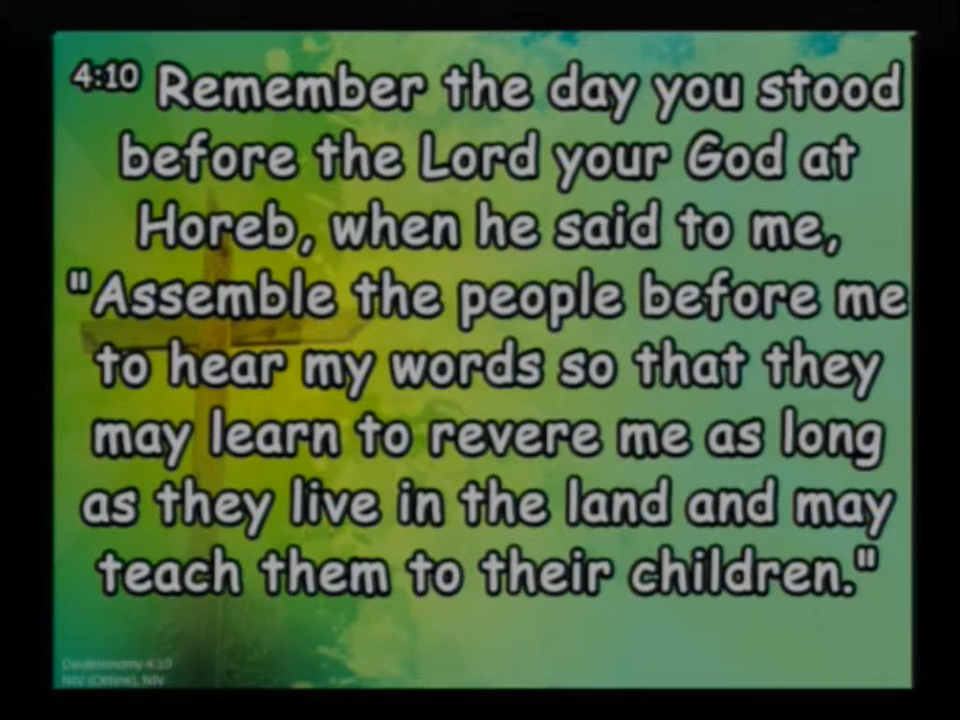 4:10 Remember the day you stood
before the Lord your God at
Horeb, when he said to me,
"Assemble the people before me
to hear my words so that they
may learn to revere me as long
as they live in the land and may
teach them to their children."
Deuteronomy 4:10
NIV (Online), NIV